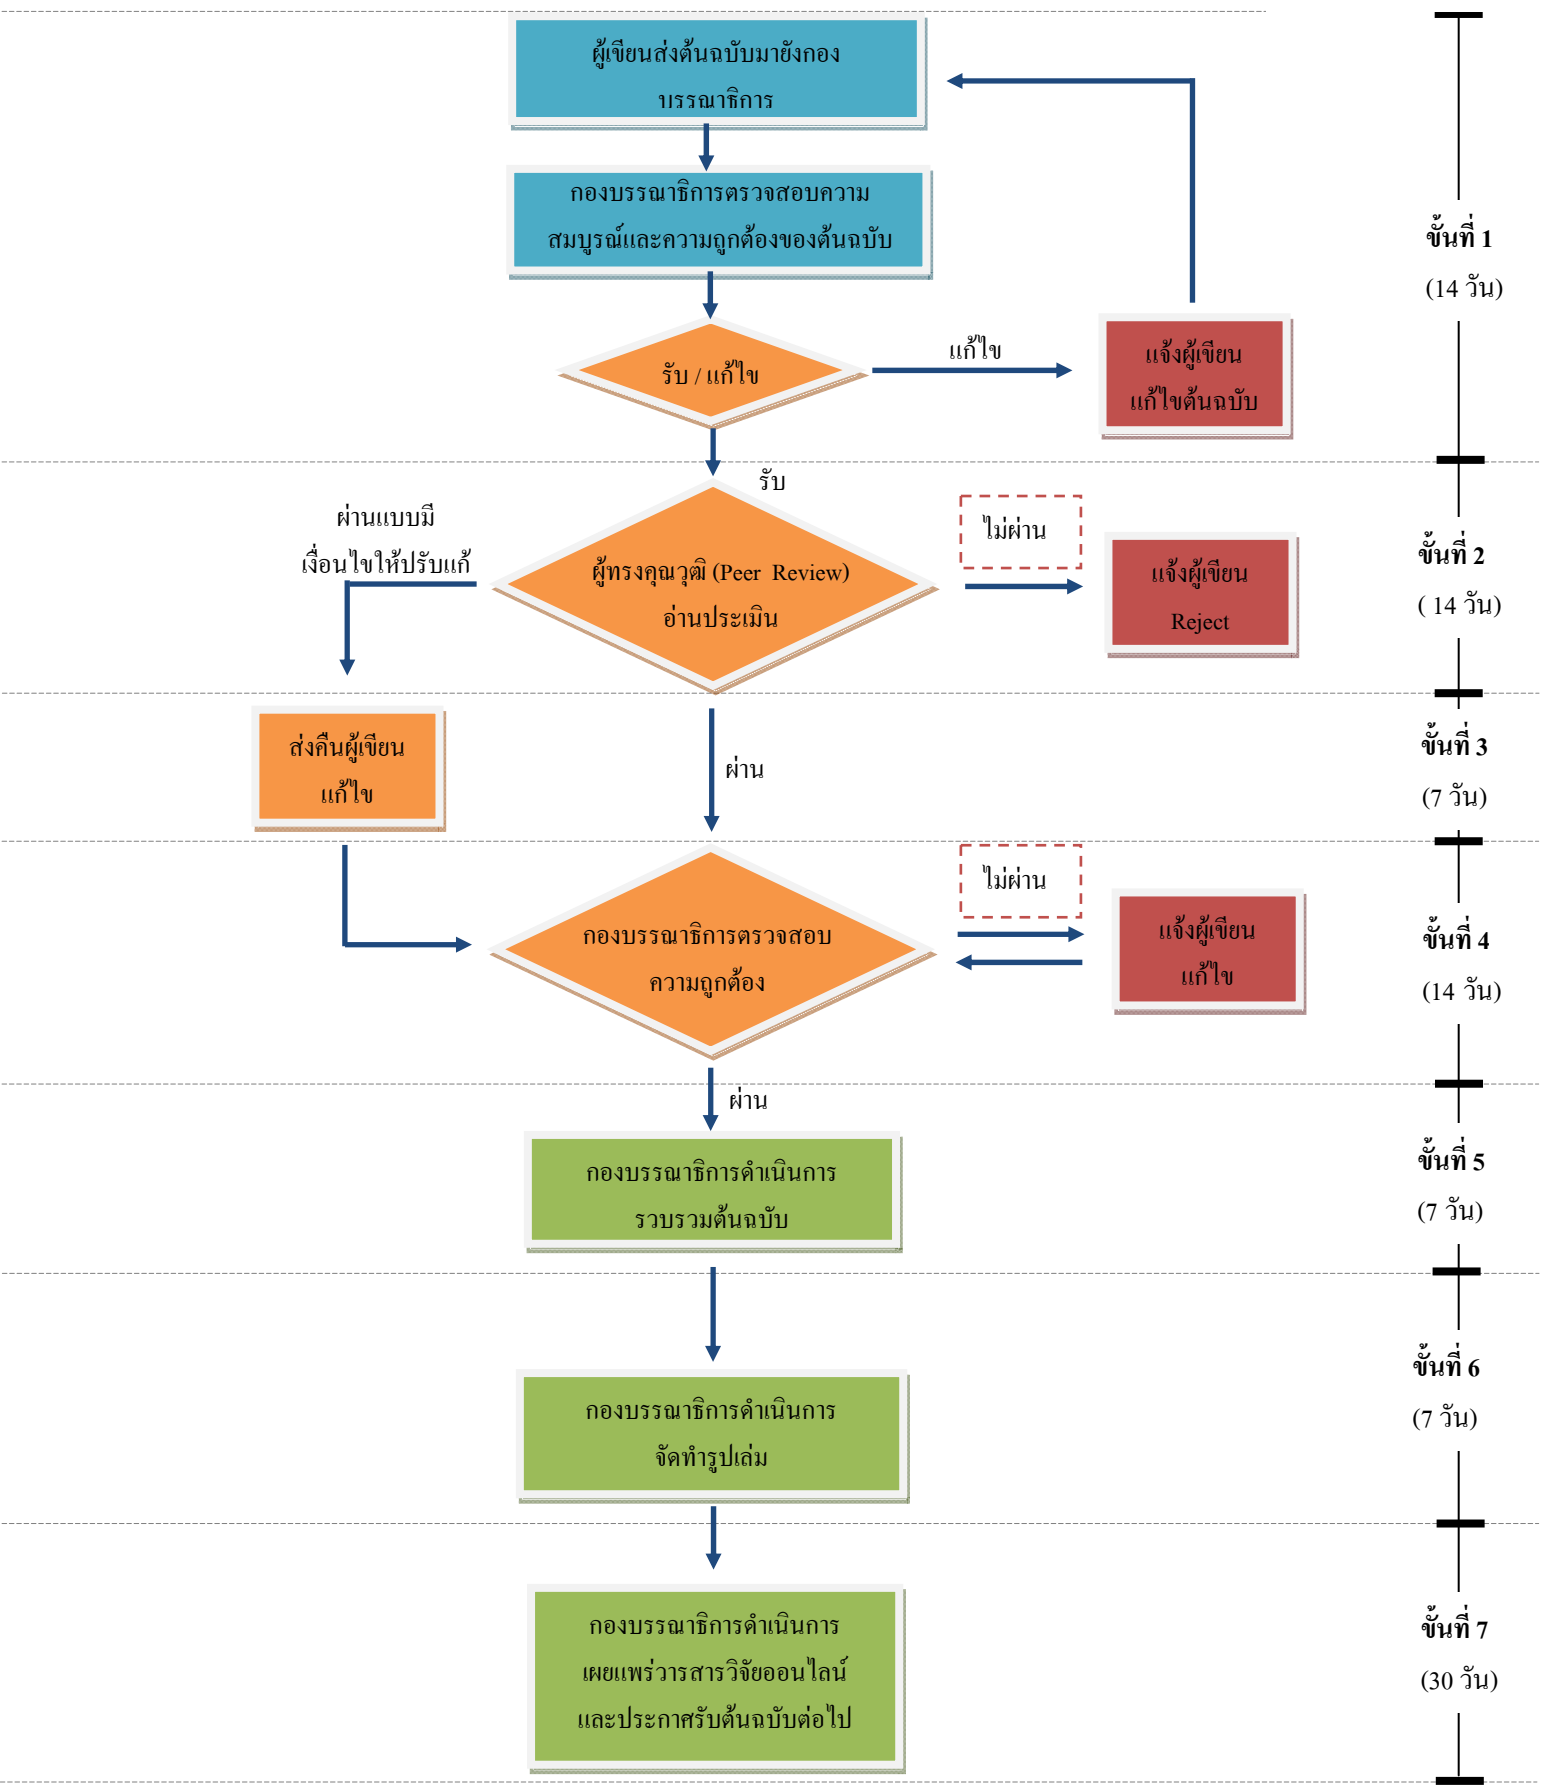 ผู้เขียนส่งต้นฉบับมายังกอง
บรรณาธิการ
กองบรรณาธิการตรวจสอบความ
สมบูรณ์และความถูกต้องของต้นฉบับ
ขั้นที่ 1
(14 วัน)
รับ / แก้ไข
แก้ไข
แจ้งผู้เขียน
แก้ไขต้นฉบับ
รับ
ผ่านแบบมี
เงื่อนไขให้ปรับแก้
ผู้ทรงคุณวุฒิ (Peer Review)
อ่านประเมิน
ไม่ผ่าน
แจ้งผู้เขียน
Reject
ขั้นที่ 2
( 14 วัน)
ส่งคืนผู้เขียน
แก้ไข
ผ่าน
ขั้นที่ 3
(7 วัน)
กองบรรณาธิการตรวจสอบ
ความถูกต้อง
ไม่ผ่าน
แจ้งผู้เขียน
แก้ไข
ขั้นที่ 4
(14 วัน)
ผ่าน
กองบรรณาธิการดำเนินการ
รวบรวมต้นฉบับ
ขั้นที่ 5
(7 วัน)
กองบรรณาธิการดำเนินการ
จัดทำรูปเล่ม
ขั้นที่ 6
(7 วัน)
กองบรรณาธิการดำเนินการ
เผยแพร่วารสารวิจัยออนไลน์
และประกาศรับต้นฉบับต่อไป
ขั้นที่ 7
(30 วัน)